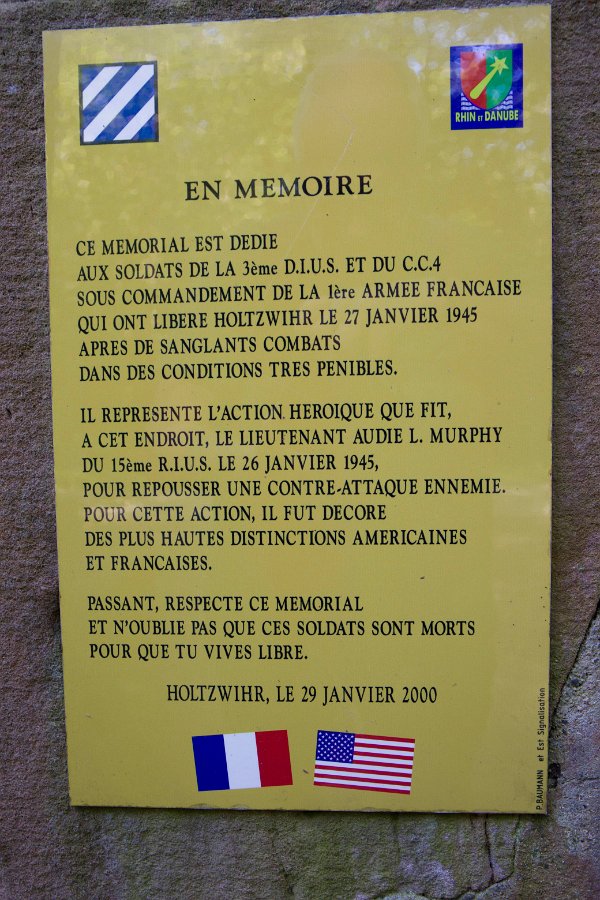 RHIN ET DANUBE
EN MEMOIRE
CE MEMORIAL EST DEDIE
AUX SOLDATS DE LA 3ème D.I.U.S. ET DU C.C.4
SOUS COMMANDEMENT DE LA 1ère ARMEE FRANCAISE
QUI ONT LIBERE HOLTZWIHR LE 27 JANVIER 1945
APRES DE SANGLANTS COMBATS
DANS DES CONDITIONS TRES PENIBLES.
IL REPRESENTE L'ACTION HEROIQUE QUE FIT,
A CET ENDROIT, LE LIEUTENANT AUDIE L. MURPHY
DU 15ème R.I.U.S. LE 26 JANVIER 1945,
POUR REPOUSSER UNE CONTRE-ATTAQUE ENNEMIE.
POUR CETTE ACTION, IL FUT DECORE
DES PLUS HAUTES DISTINCTIONS AMERICAINES
ET FRANCAISES.
PASSANT, RESPECTE CE MEMORIAL
ET N'OUBLIE PAS QUE CES SOLDATS SONT MORTS
POUR QUE TU VIVES LIBRE.
HOLTZWIHR, LE 29 JANVIER 2000
P.BAUMANN et Est Signalisation